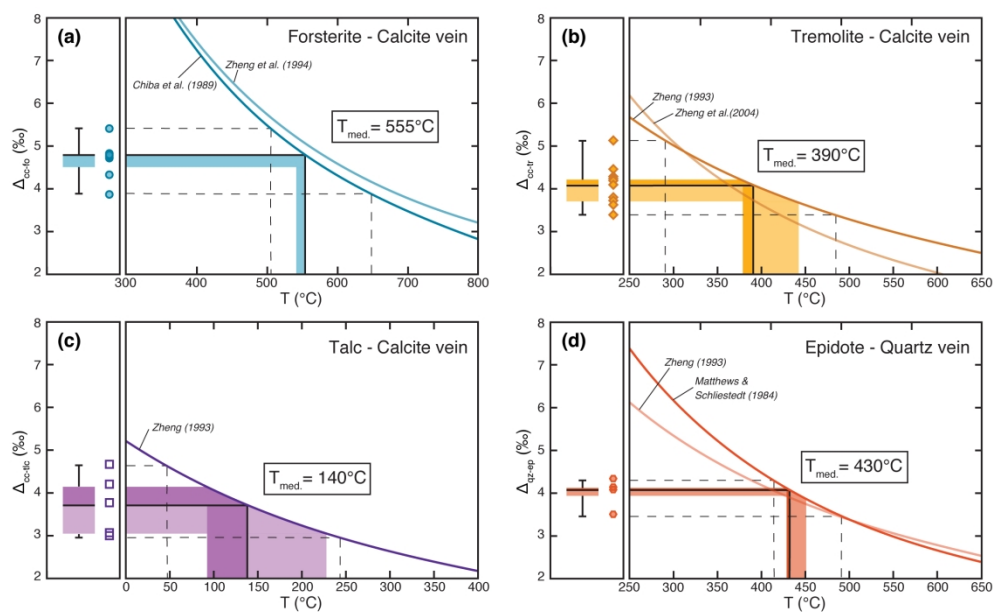 (a)
Forsterite - Calcite vein
Zheng et al. (1994)
Chiba et al. (1989)
Tmed.= 555°C
Δcc-fo (‰)
8
7
6
5
4
3
2
300 400 500 600 700 800
T (°C)
(b)
Tremolite - Calcite vein
Zheng (1993)
Zheng et al.(2004)
Tmed.= 390°C
Δcc-tr (‰)
8
7
6
5
4
3
2
250 300 350 400 450 500 550 600 650
T (°C)
(c)
Talc - Calcite vein
Zheng (1993)
Tmed.= 140°C
Δcc-tlc (‰)
8
7
6
5
4
3
2
0 50 100 150 200 250 300 350 400
T (°C)
(d)
Epidote - Quartz vein
Zheng (1993)
Matthews &
Schliestedt (1984)
Tmed.= 430°C
Δqz-ep (‰)
8
7
6
5
4
3
2
250 300 350 400 450 500 550 600 650
T (°C)